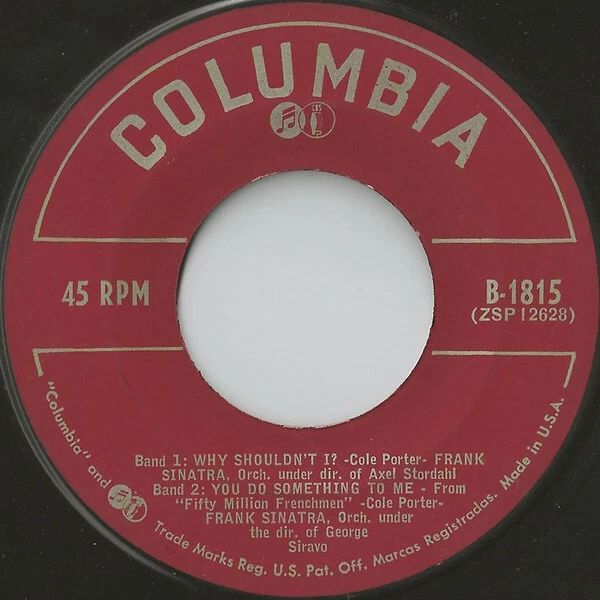 COLUMBIA
45 RPM
B-1815
(ZSP12628)
Band 1: WHY SHOULDN'T I? -Cole Porter- FRANK
SINATRA, Orch. under dir. of Axel Stordahl
Band 2: YOU DO SOMETHING TO ME - From
"Fifty Million Frenchmen" -Cole Porter-
FRANK SINATRA, Orch. under
the dir. of George
Siravo
"Columbia" and Trade Marks Reg. U.S. Pat. Off. Marcas Registradas. Made in U.S.A.